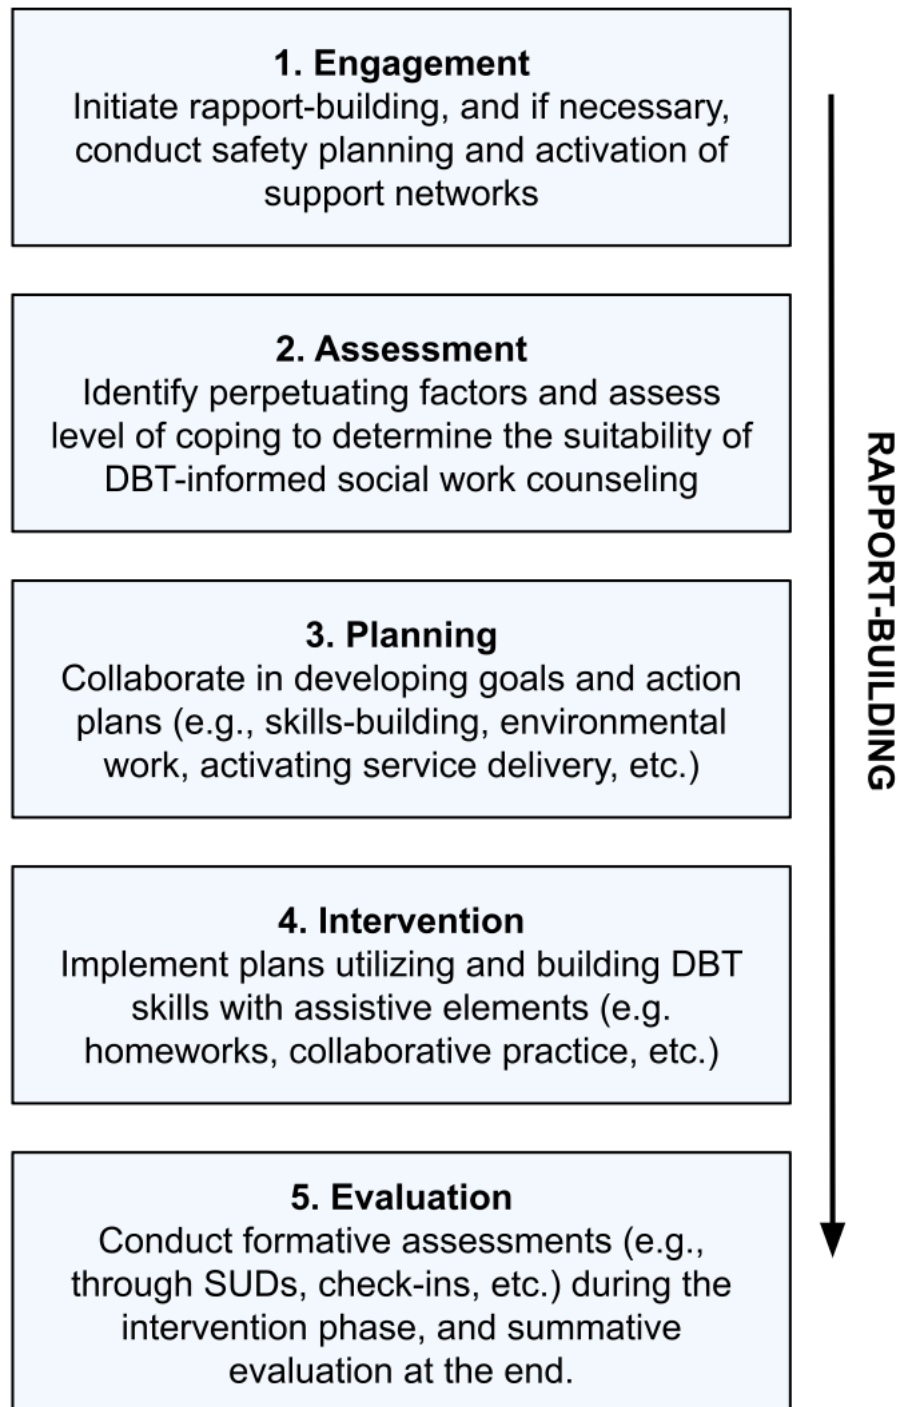 1. Engagement
Initiate rapport-building, and if necessary,
conduct safety planning and activation of
support networks
2. Assessment
Identify perpetuating factors and assess
level of coping to determine the suitability of
DBT-informed social work counseling
3. Planning
Collaborate in developing goals and action
plans (e.g., skills-building, environmental
work, activating service delivery, etc.)
4. Intervention
Implement plans utilizing and building DBT
skills with assistive elements (e.g.
homeworks, collaborative practice, etc.)
5. Evaluation
Conduct formative assessments (e.g.,
through SUDs, check-ins, etc.) during the
intervention phase, and summative
evaluation at the end.
RAPPORT-BUILDING